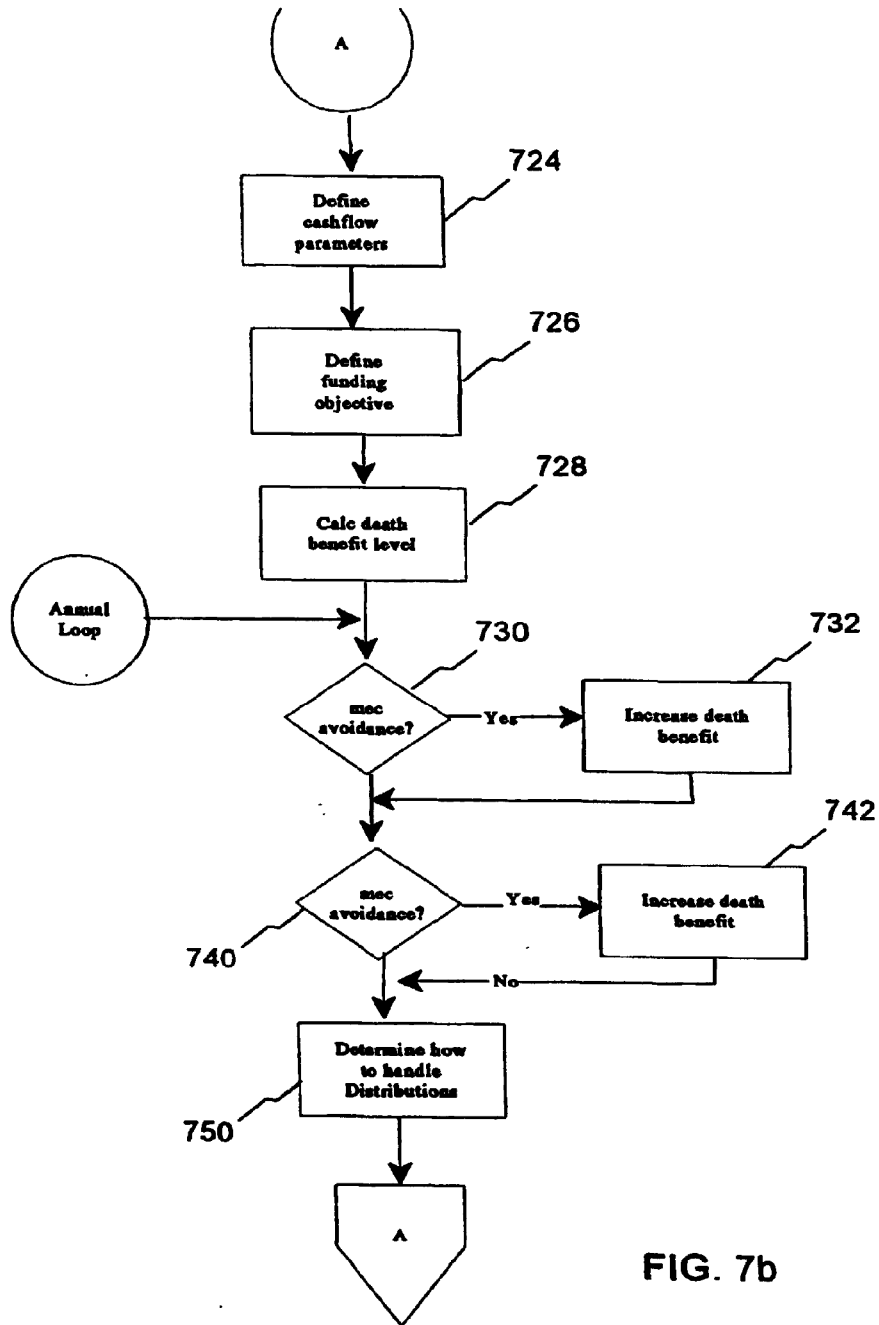 A
724
Define
cashflow
parameters
726
Define
funding
objective
728
Calc death
benefit level
Annual
Loop
730
mec
avoidance?
Yes
732
Increase death
benefit
742
mec
avoidance?
Yes
Increase death
benefit
740
No
Determine how
to handle
Distributions
750
A
FIG. 7b